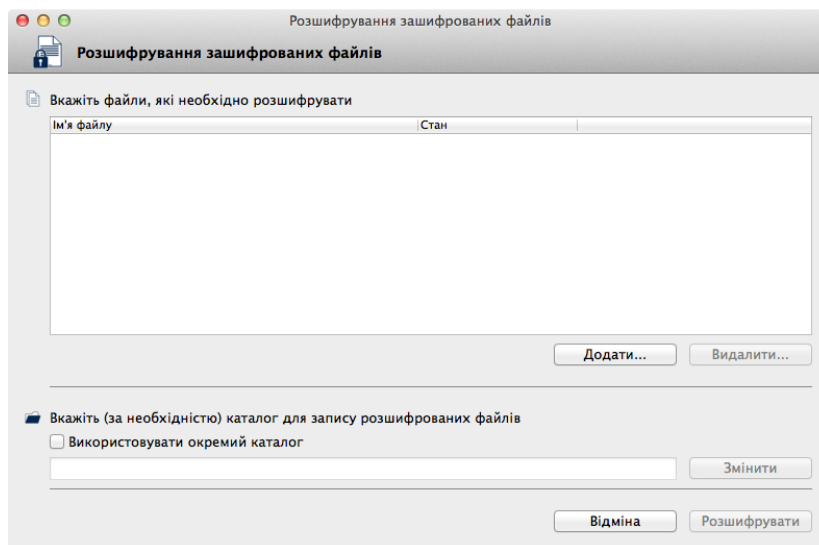 Розшифрування зашифрованих файлів
Розшифрування зашифрованих файлів
Вкажіть файли, які необхідно розшифрувати
Ім'я файлу Стан
Додати... Видалити...
Вкажіть (за необхідністю) каталог для запису розшифрованих файлів
Використовувати окремий каталог
Змінити
Відміна Розшифрувати